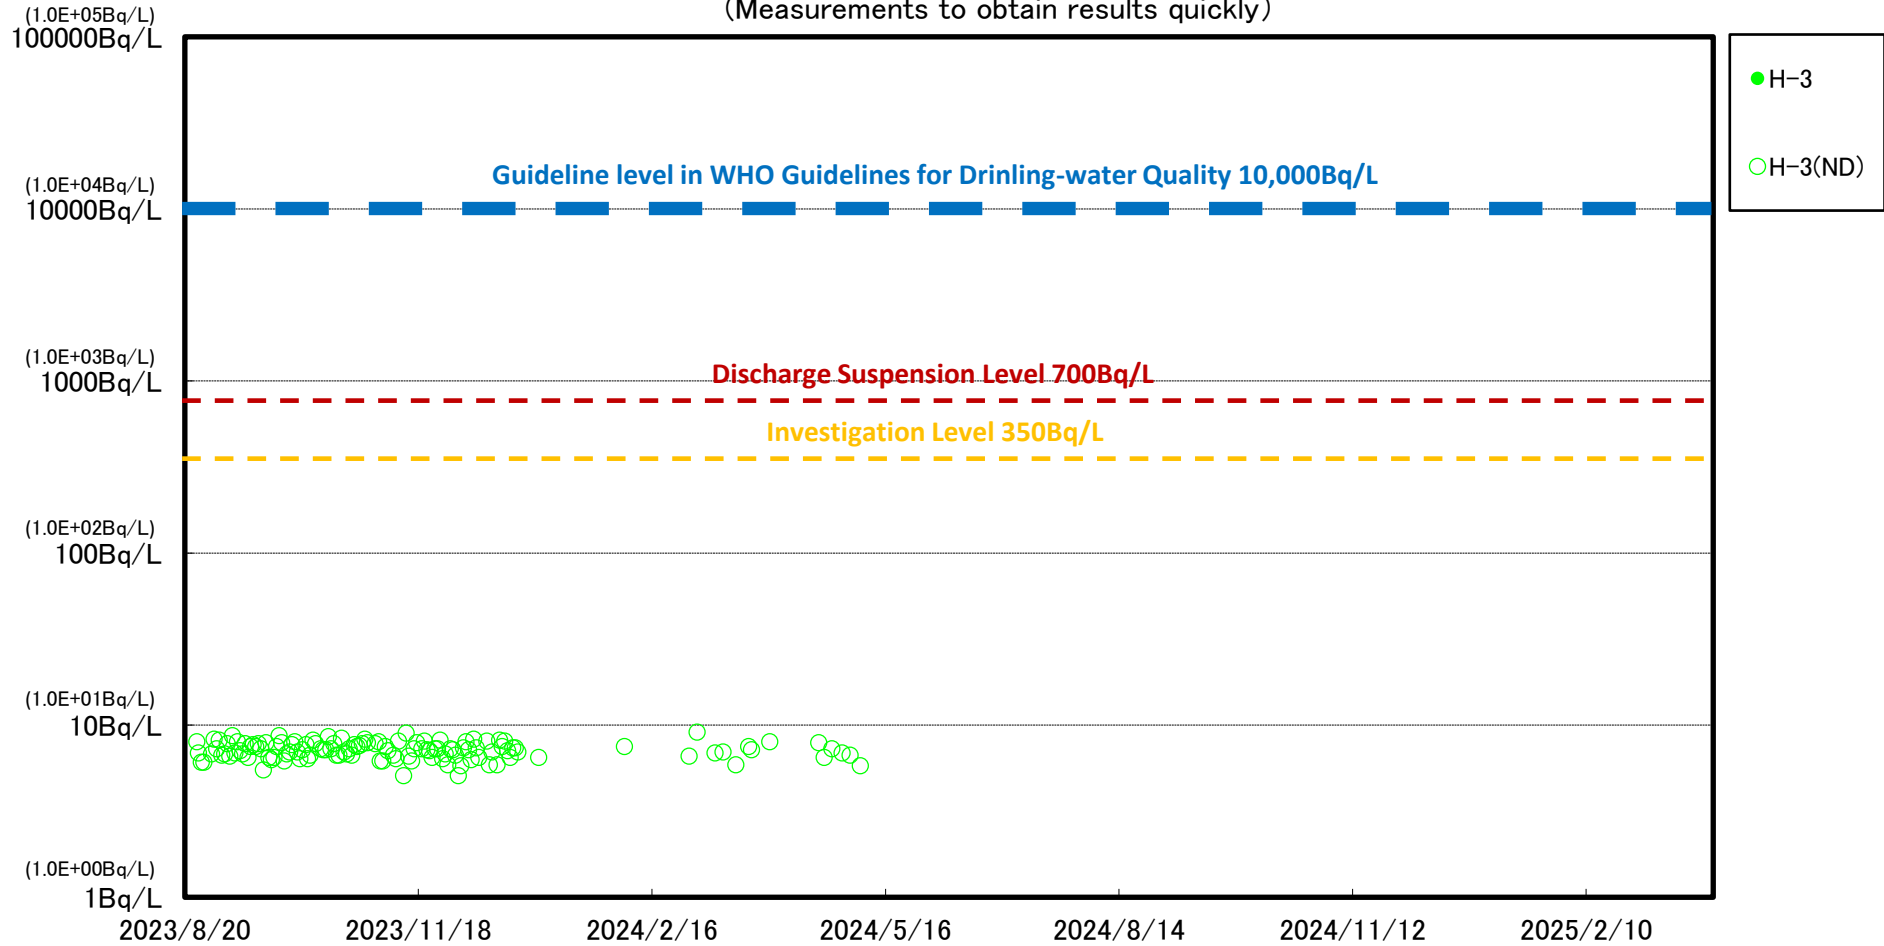 (Measurements to obtain results quickly)
(1.0E+05Bq/L)
100000Bq/L
H-3
H-3(ND)
Guideline level in WHO Guidelines for Drinling-water Quality 10,000Bq/L
(1.0E+04Bq/L)
10000Bq/L
(1.0E+03Bq/L)
1000Bq/L
Discharge Suspension Level 700Bq/L
Investigation Level 350Bq/L
(1.0E+02Bq/L)
100Bq/L
(1.0E+01Bq/L)
10Bq/L
(1.0E+00Bq/L)
1Bq/L
2023/8/20 2023/11/18 2024/2/16 2024/5/16 2024/8/14 2024/11/12 2025/2/10